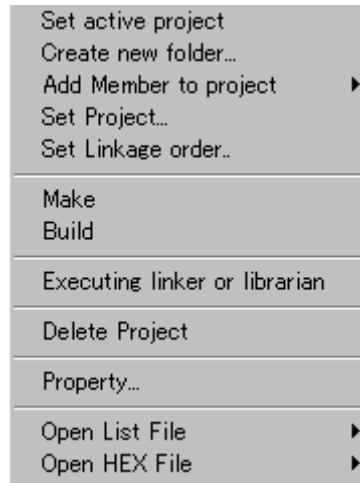 Set active project
Create new folder...
Add Member to project
Set Project...
Set Linkage order..
Make
Build
Executing linker or librarian
Delete Project
Property...
Open List File
Open HEX File